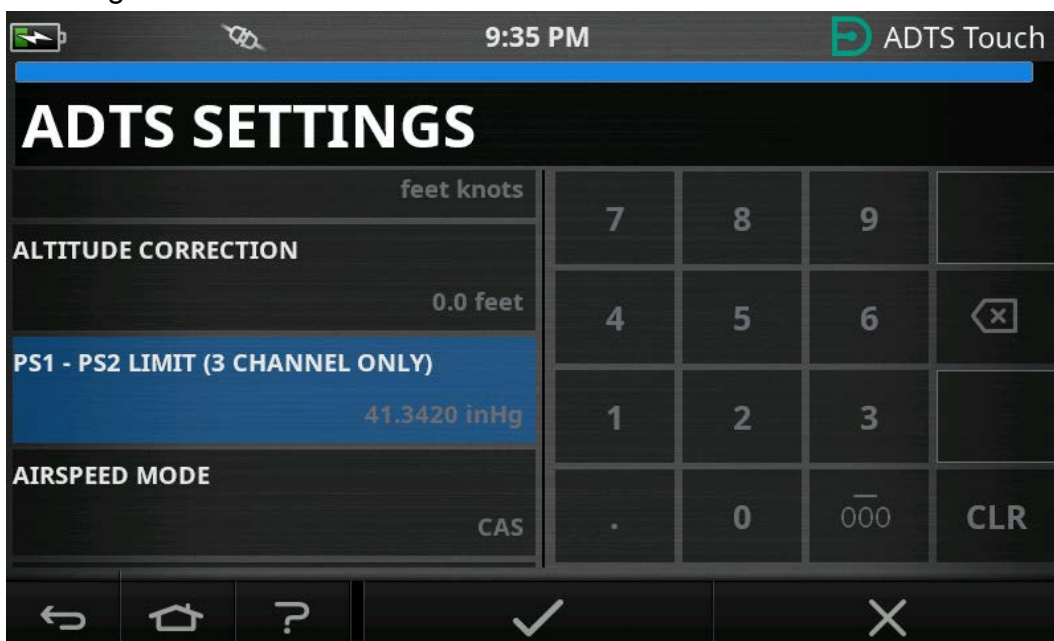 9:35 PM
ADTS Touch
ADTS SETTINGS
feet knots
ALTITUDE CORRECTION
0.0 feet
PS1 - PS2 LIMIT (3 CHANNEL ONLY)
41.3420 inHg
AIRSPEED MODE
CAS
7 8 9
4 5 6
1 2 3
. 0 000 CLR
?